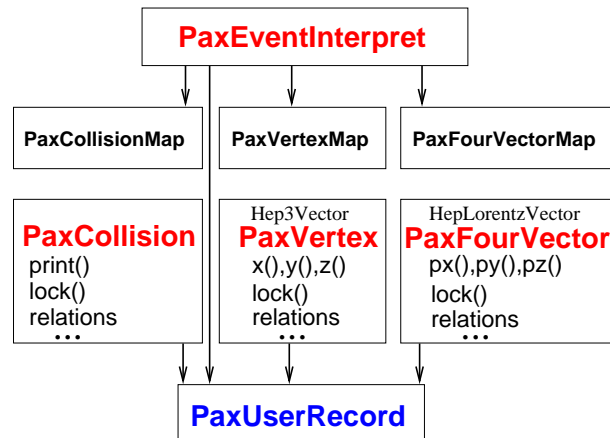 PaxEventInterpret
PaxCollisionMap
PaxVertexMap
PaxFourVectorMap
PaxCollision
print()
lock()
relations
...
Hep3Vector
PaxVertex
x(),y(),z()
lock()
relations
...
HepLorentzVector
PaxFourVector
px(),py(),pz()
lock()
relations
...
PaxUserRecord